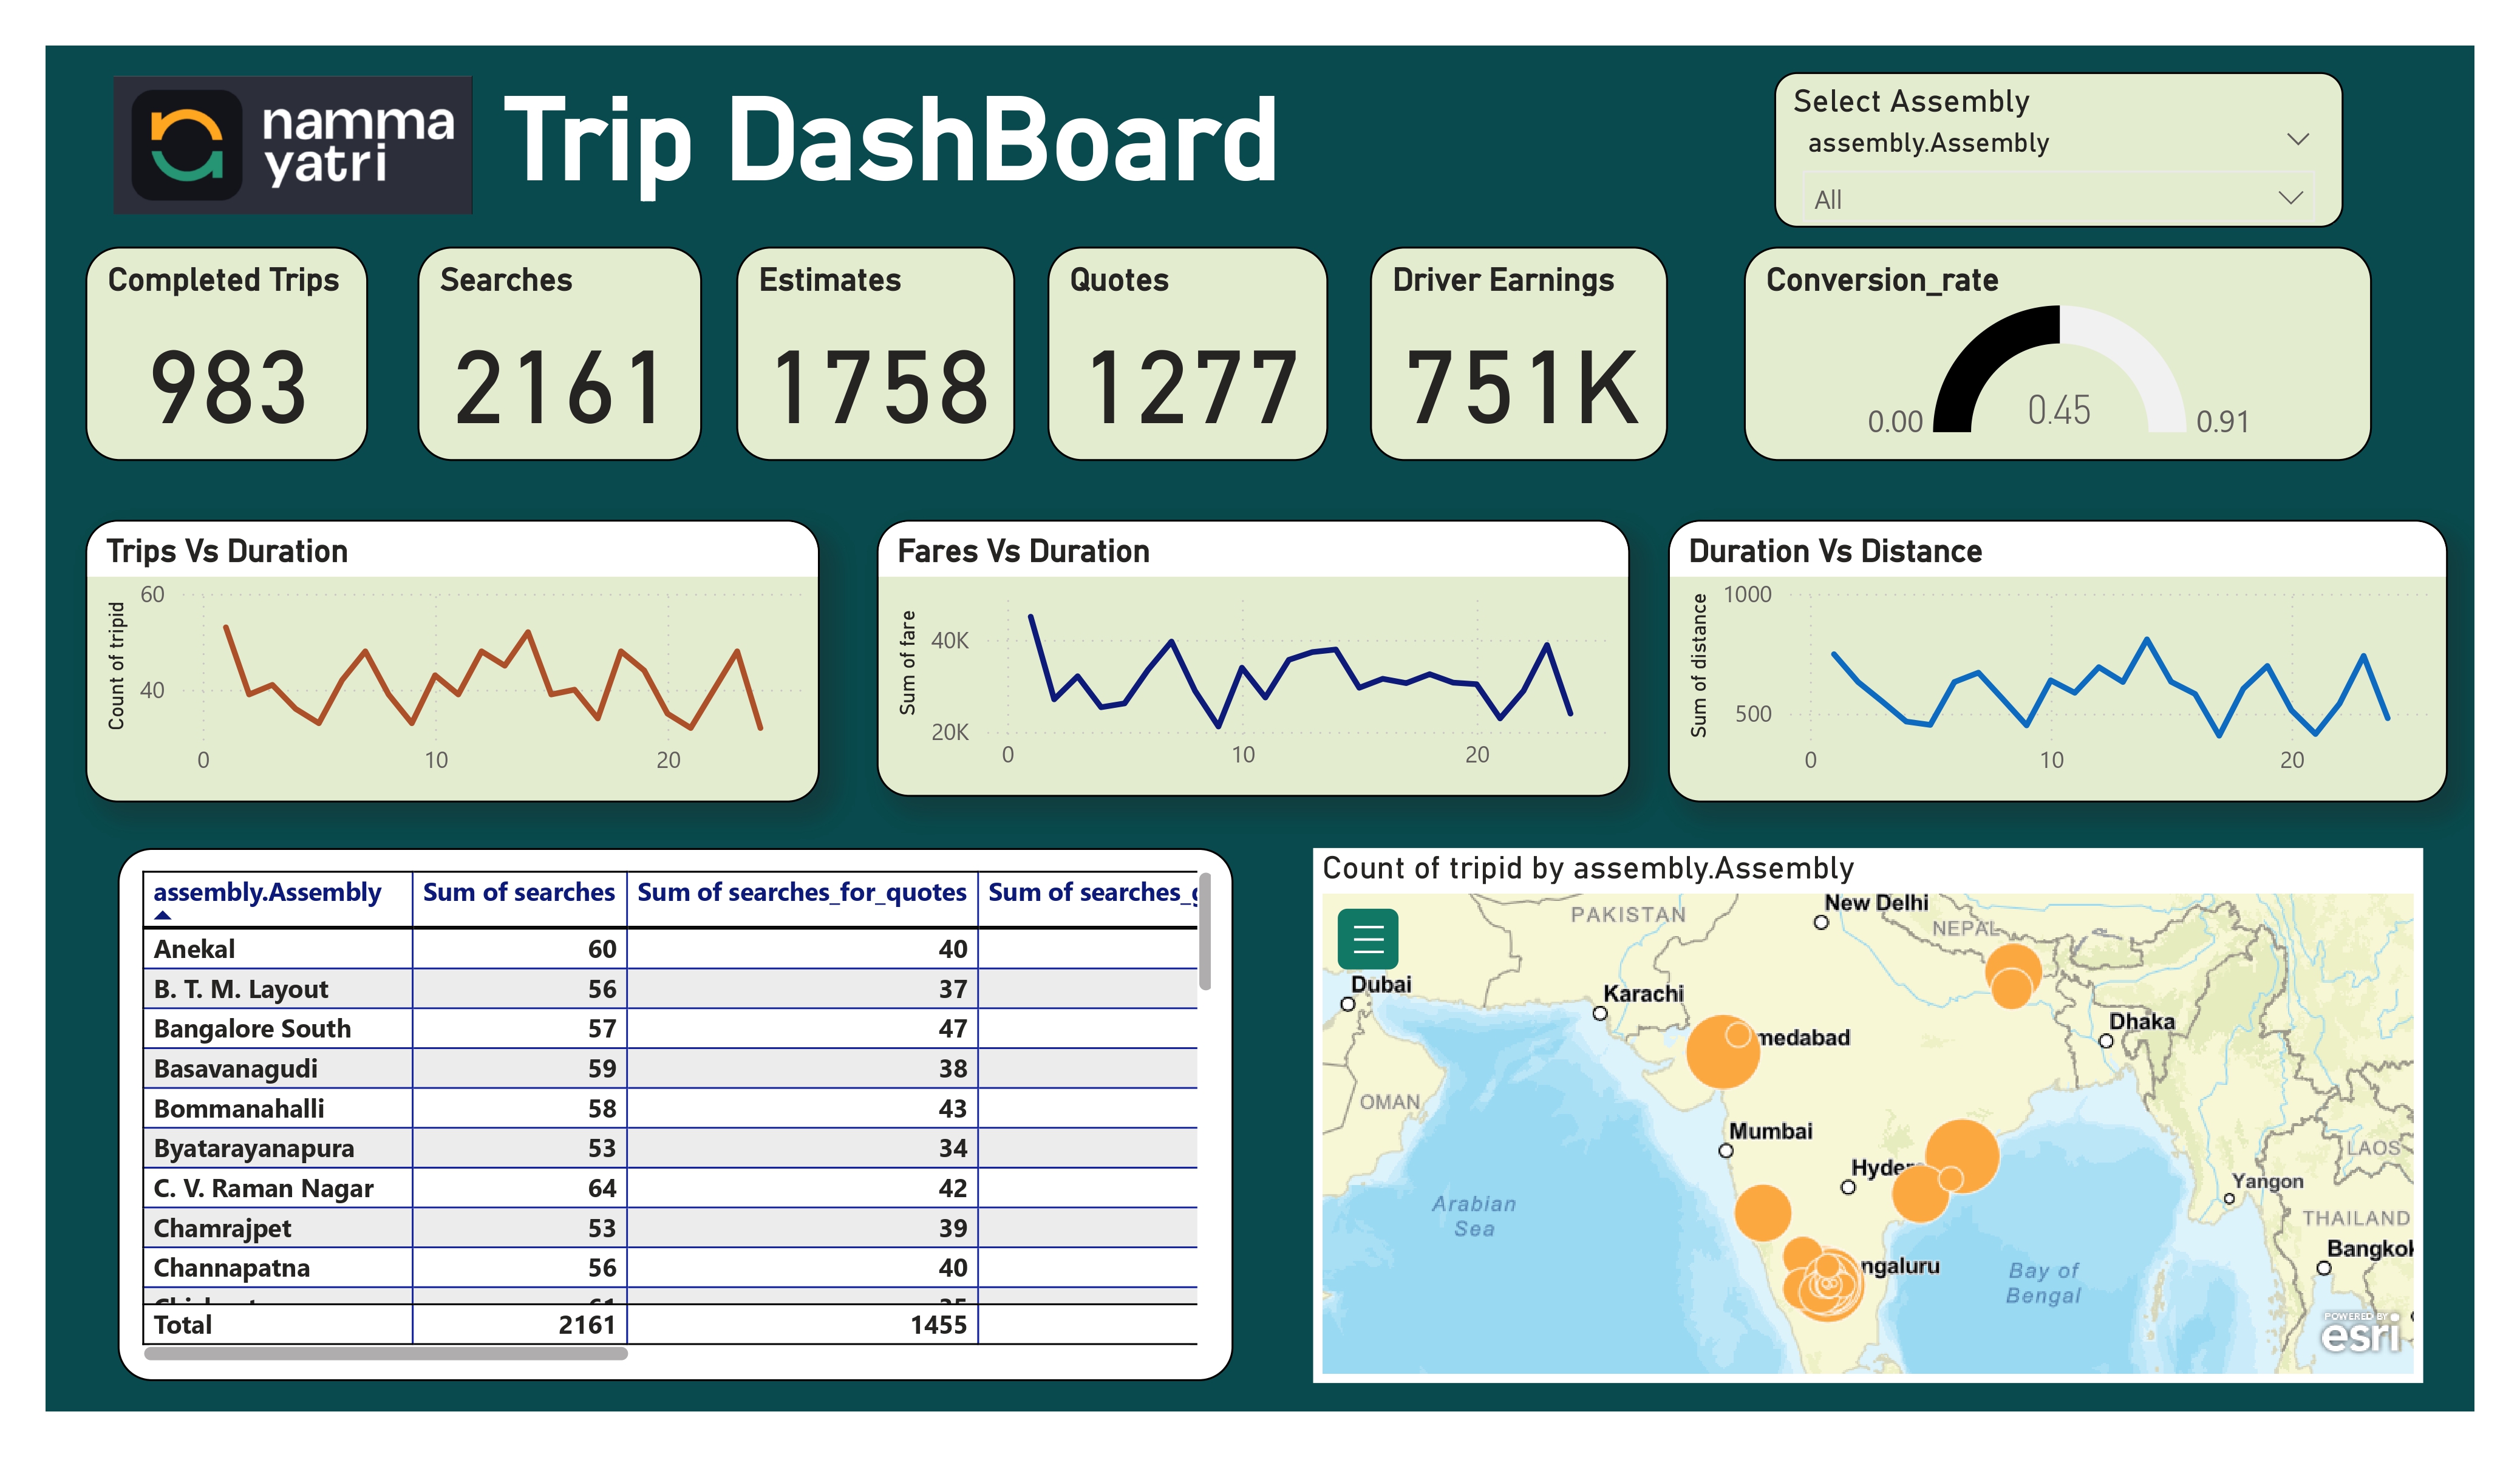 namma
yatri
Trip DashBoard
Select Assembly
assembly.Assembly
All
Completed Trips
983
Searches
2161
Estimates
1758
Quotes
1277
Driver Earnings
751K
Conversion_rate
0.00
0.45
0.91
Trips Vs Duration
Count of tripid
60
40
0 10 20
Fares Vs Duration
Sum of fare
40K
20K
0 10 20
Duration Vs Distance
Sum of distance
1000
500
0 10 20
assembly.Assembly Sum of searches Sum of searches_for_quotes Sum of searches_g
Anekal 60 40
B. T. M. Layout 56 37
Bangalore South 57 47
Basavanagudi 59 38
Bommanahalli 58 43
Byatarayanapura 53 34
C. V. Raman Nagar 64 42
Chamrajpet 53 39
Channapatna 56 40
Total 2161 1455
Count of tripid by assembly.Assembly
New Delhi
PAKISTAN
NEPAL
Dubai
Karachi
Dhaka
medabad
OMAN
Mumbai
LAOS
Hyder
Yangon
Arabian
Sea
THAILAND
Bangkok
ngaluru
Bay of
Bengal
POWERED BY
esri